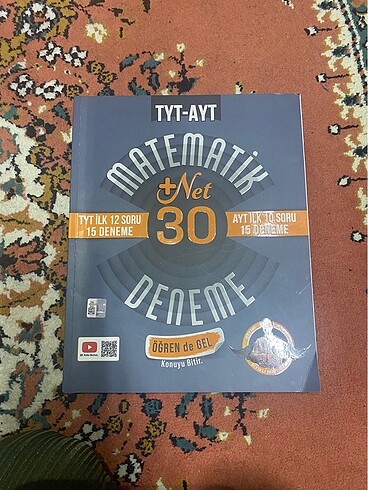 TYT-AYT
MATEMATİK
+Net
30
TYT İLK 12 SORU
15 DENEME
AYT İLK 10 SORU
15 DENEME
DENEME
ÖĞREN de GEL
Konuyu Bitir.